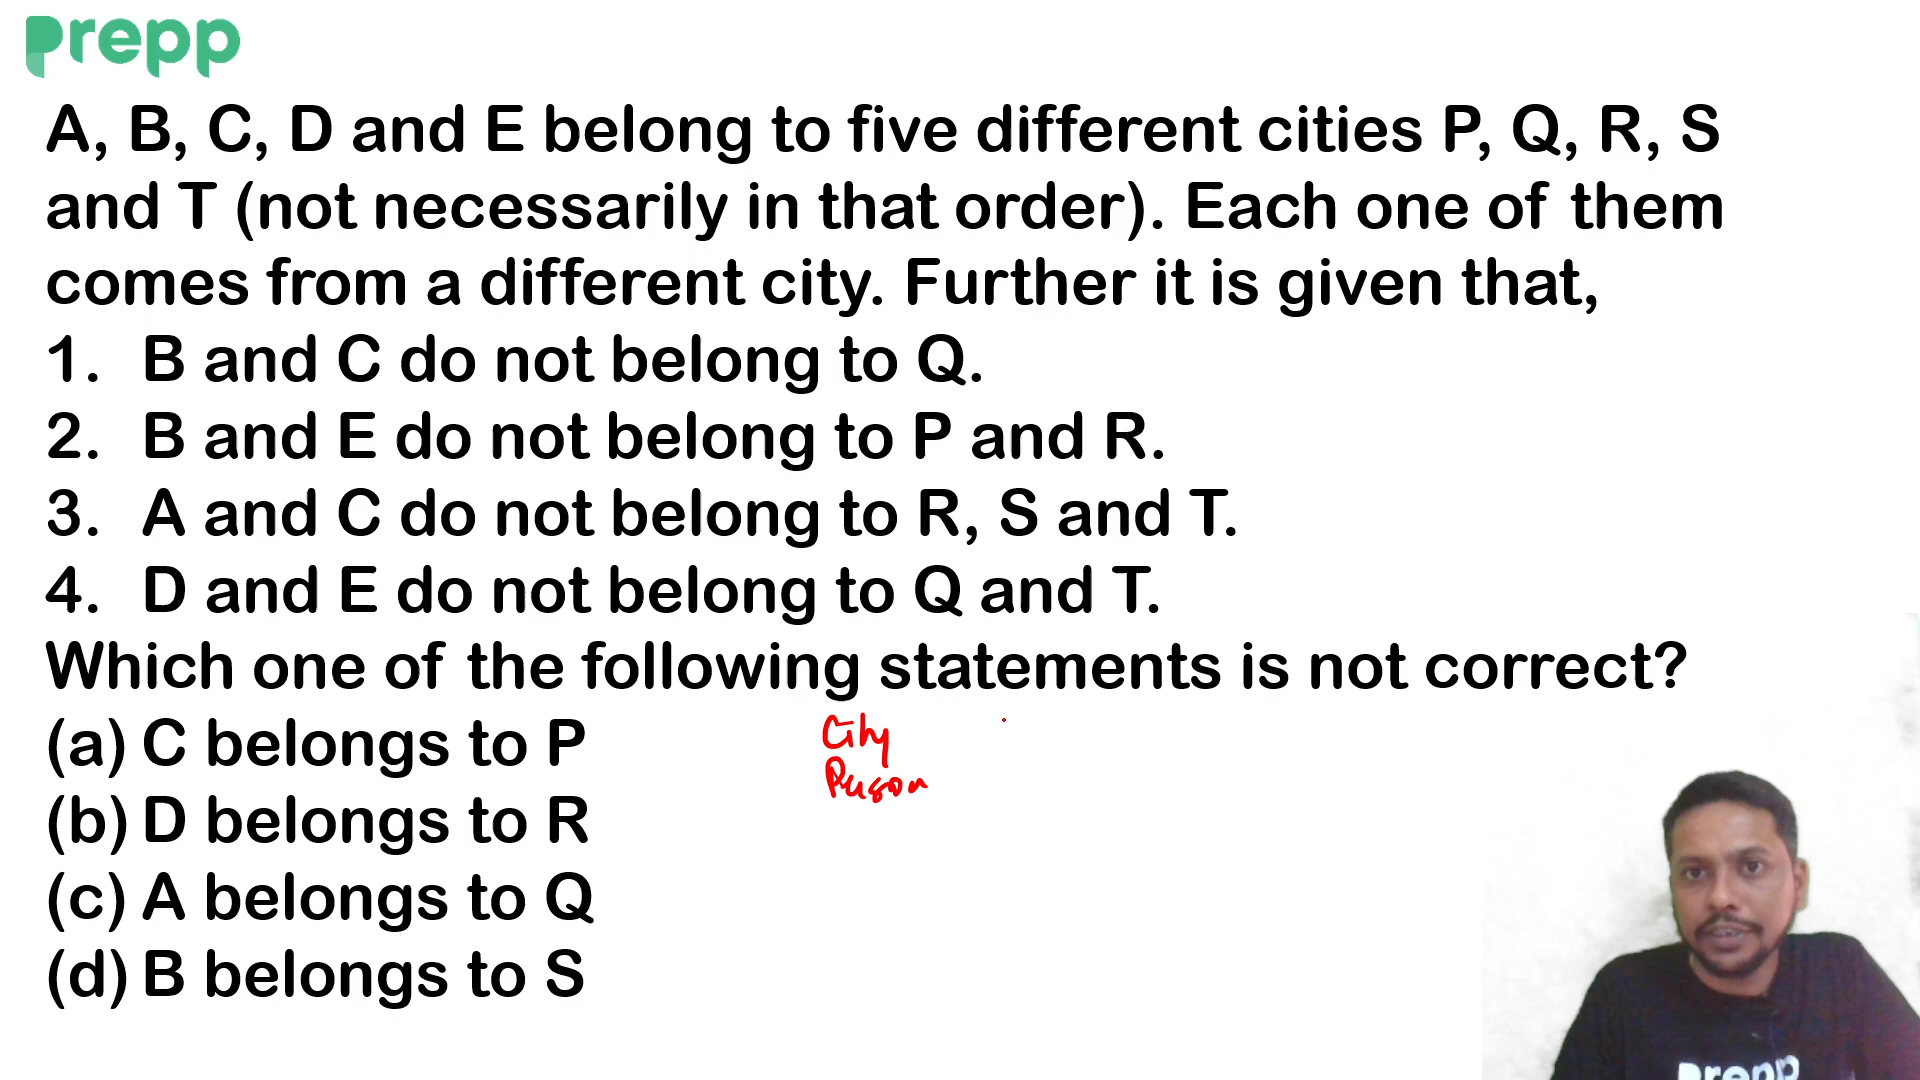 Prepp
A, B, C, D and E belong to five different cities P, Q, R, S
and T (not necessarily in that order). Each one of them
comes from a different city. Further it is given that,
1. B and C do not belong to Q.
2. B and E do not belong to P and R.
3. A and C do not belong to R, S and T.
4. D and E do not belong to Q and T.
Which one of the following statements is not correct?
(a) C belongs to P
City
Person
(b) D belongs to R
(c) A belongs to Q
(d) B belongs to S
Prepp